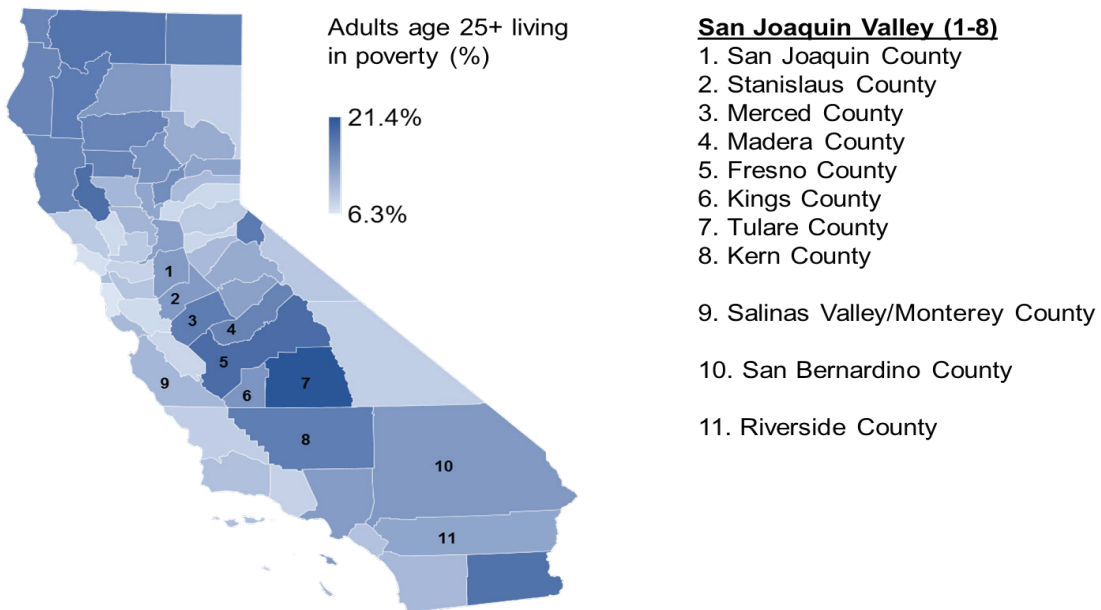 Adults age 25+ living
in poverty (%)
21.4%
6.3%
1
2
3
4
5
6
7
8
9
10
11
San Joaquin Valley (1-8)
1. San Joaquin County
2. Stanislaus County
3. Merced County
4. Madera County
5. Fresno County
6. Kings County
7. Tulare County
8. Kern County
9. Salinas Valley/Monterey County
10. San Bernardino County
11. Riverside County